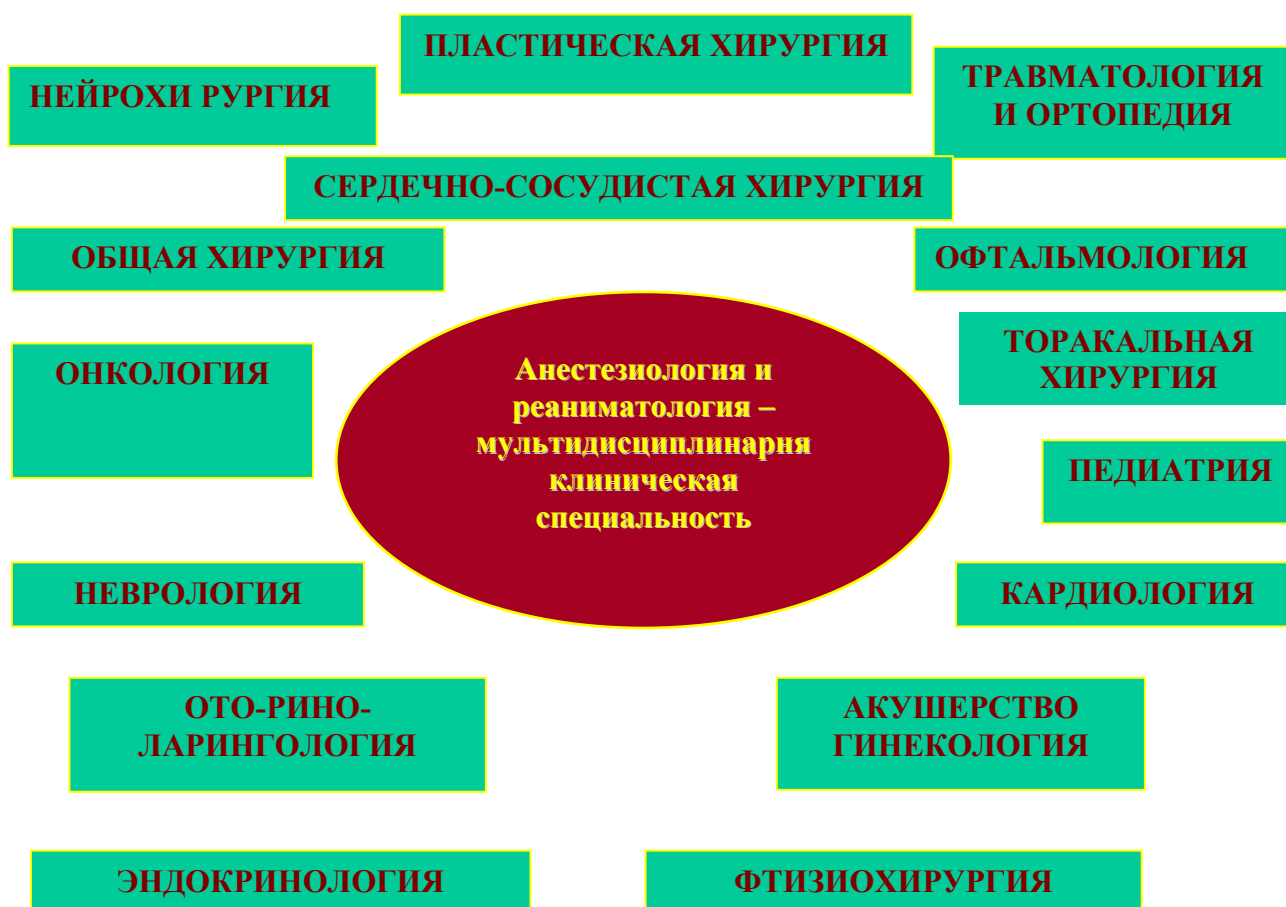 ПЛАСТИЧЕСКАЯ ХИРУРГИЯ
НЕЙРОХИ РУРГИЯ
ТРАВМАТОЛОГИЯ
И ОРТОПЕДИЯ
СЕРДЕЧНО-СОСУДИСТАЯ ХИРУРГИЯ
ОБЩАЯ ХИРУРГИЯ
ОФТАЛЬМОЛОГИЯ
ОНКОЛОГИЯ
Анестезиология и
реаниматология –
мультидисциплинарня
клиническая
специальность
ТОРАКАЛЬНАЯ
ХИРУРГИЯ
ПЕДИАТРИЯ
НЕВРОЛОГИЯ
КАРДИОЛОГИЯ
ОТО-РИНО-
ЛАРИНГОЛОГИЯ
АКУШЕРСТВО
ГИНЕКОЛОГИЯ
ЭНДОКРИНОЛОГИЯ
ФТИЗИОХИРУРГИЯ